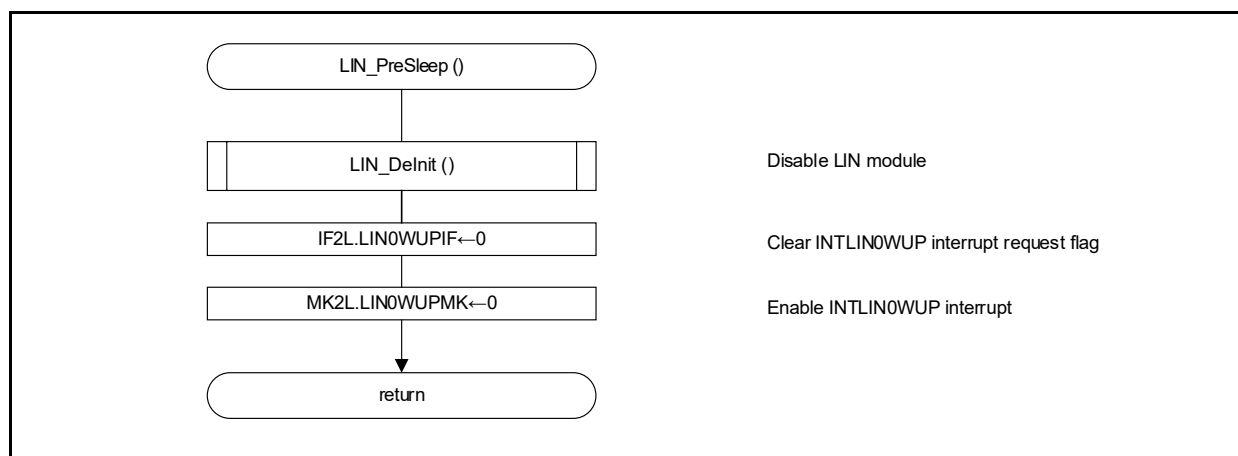 LIN_PreSleep ()
LIN_DeInit ()
Disable LIN module
IF2L.LIN0WUPIF←0
Clear INTLIN0WUP interrupt request flag
MK2L.LIN0WUPMK←0
Enable INTLIN0WUP interrupt
return